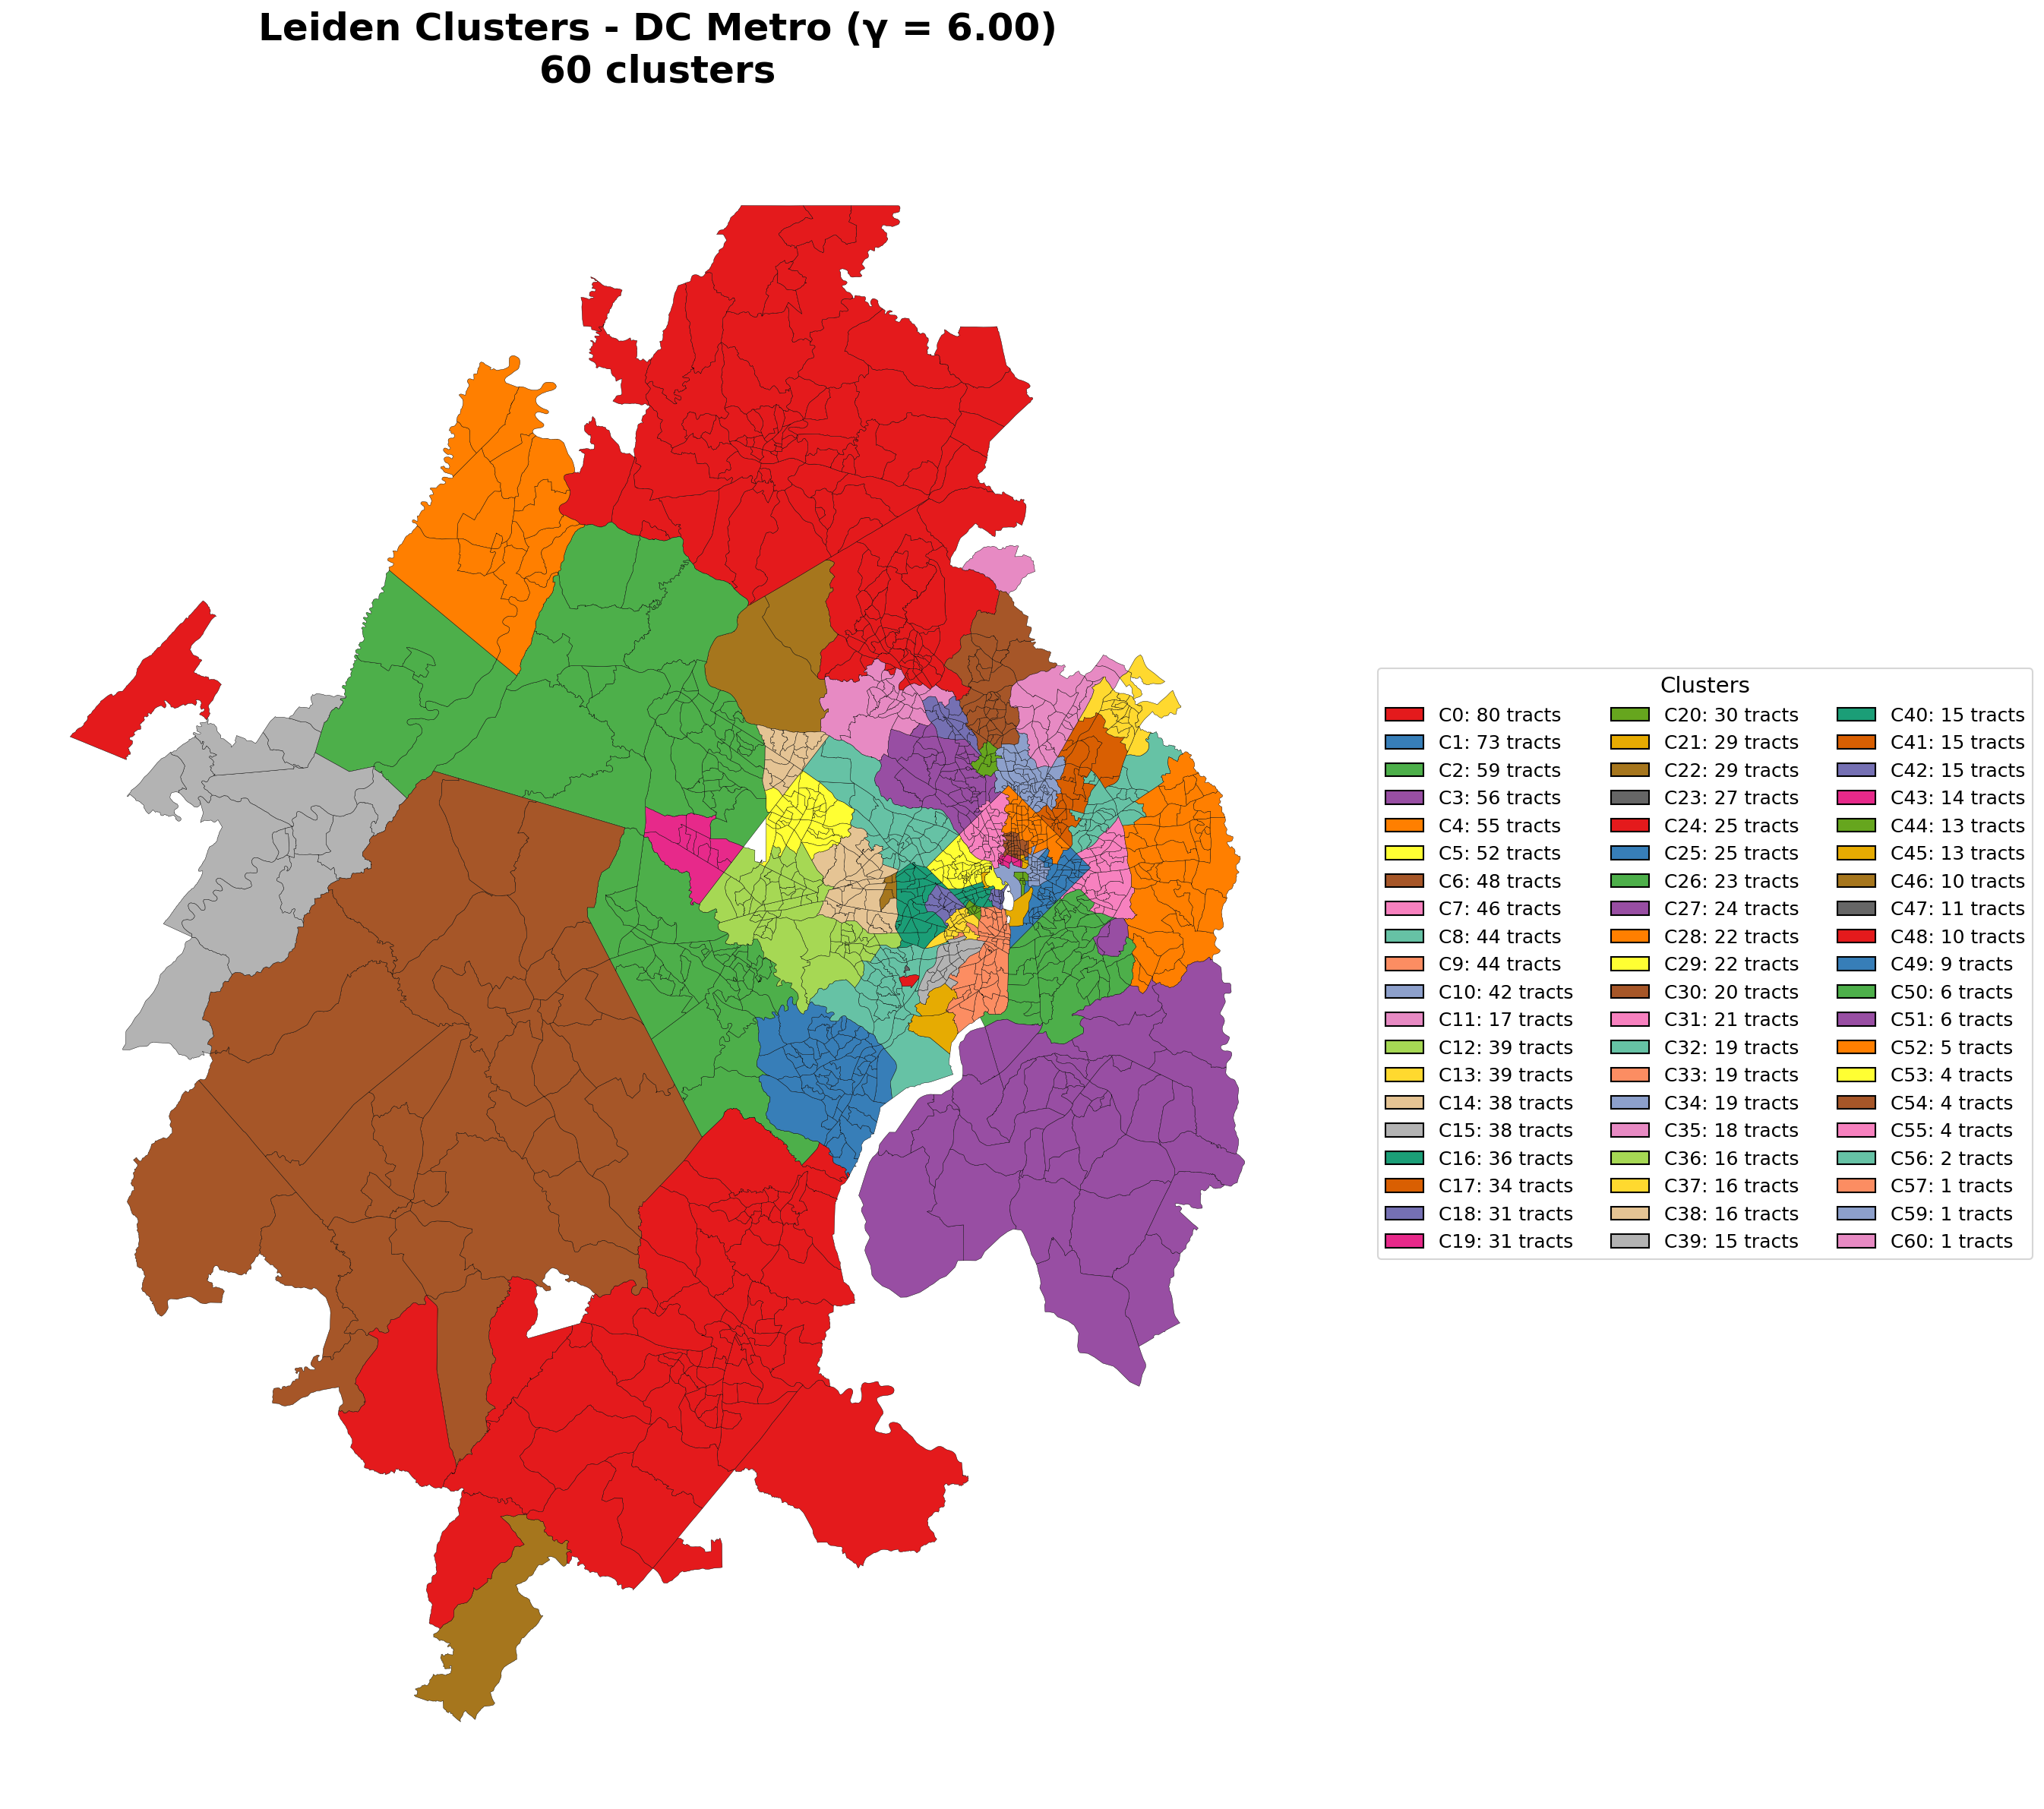 Leiden Clusters - DC Metro (γ = 6.00)
60 clusters
Clusters
C0: 80 tracts
C1: 73 tracts
C2: 59 tracts
C3: 56 tracts
C4: 55 tracts
C5: 52 tracts
C6: 48 tracts
C7: 46 tracts
C8: 44 tracts
C9: 44 tracts
C10: 42 tracts
C11: 17 tracts
C12: 39 tracts
C13: 39 tracts
C14: 38 tracts
C15: 38 tracts
C16: 36 tracts
C17: 34 tracts
C18: 31 tracts
C19: 31 tracts
C20: 30 tracts
C21: 29 tracts
C22: 29 tracts
C23: 27 tracts
C24: 25 tracts
C25: 25 tracts
C26: 23 tracts
C27: 24 tracts
C28: 22 tracts
C29: 22 tracts
C30: 20 tracts
C31: 21 tracts
C32: 19 tracts
C33: 19 tracts
C34: 19 tracts
C35: 18 tracts
C36: 16 tracts
C37: 16 tracts
C38: 16 tracts
C39: 15 tracts
C40: 15 tracts
C41: 15 tracts
C42: 15 tracts
C43: 14 tracts
C44: 13 tracts
C45: 13 tracts
C46: 10 tracts
C47: 11 tracts
C48: 10 tracts
C49: 9 tracts
C50: 6 tracts
C51: 6 tracts
C52: 5 tracts
C53: 4 tracts
C54: 4 tracts
C55: 4 tracts
C56: 2 tracts
C57: 1 tracts
C59: 1 tracts
C60: 1 tracts